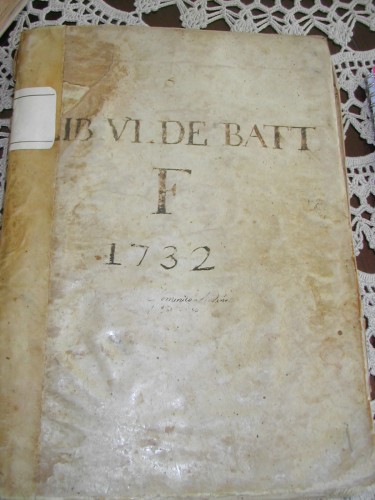 LIB VI. DE BATT
F
1732